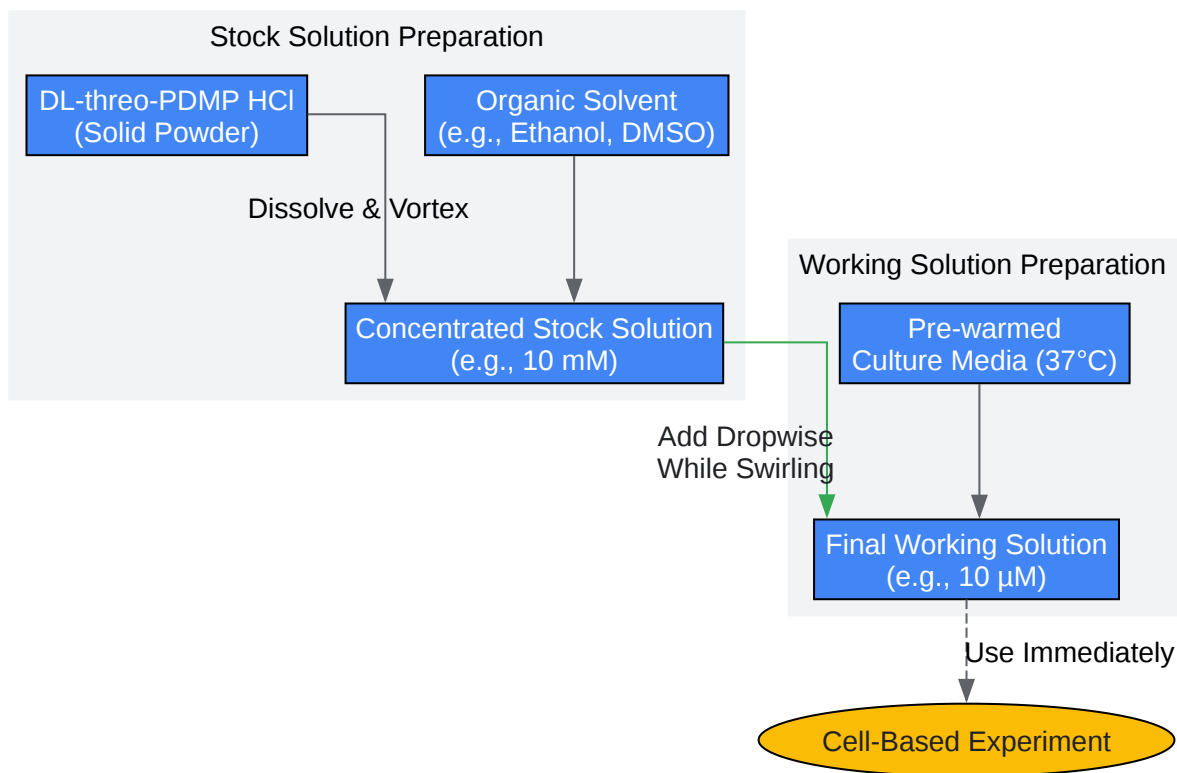 Stock Solution Preparation
DL-threo-PDMP HCl
(Solid Powder)
Organic Solvent
(e.g., Ethanol, DMSO)
Dissolve & Vortex
Concentrated Stock Solution
(e.g., 10 mM)
Working Solution Preparation
Pre-warmed
Culture Media (37°C)
Add Dropwise
While Swirling
Final Working Solution
(e.g., 10 µM)
Use Immediately
Cell-Based Experiment